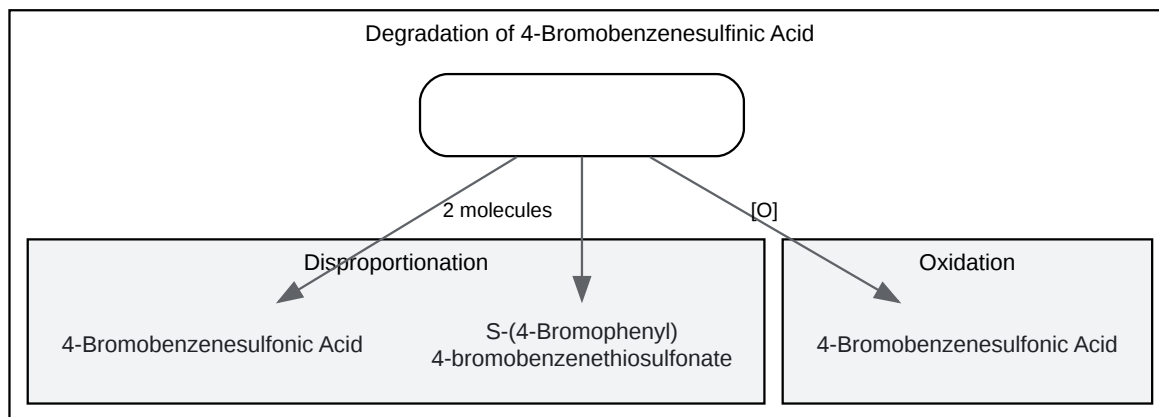 Degradation of 4-Bromobenzenesulfinic Acid
2 molecules
[O]
Disproportionation
Oxidation
4-Bromobenzenesulfonic Acid
S-(4-Bromophenyl)
4-bromobenzenethiosulfonate
4-Bromobenzenesulfonic Acid